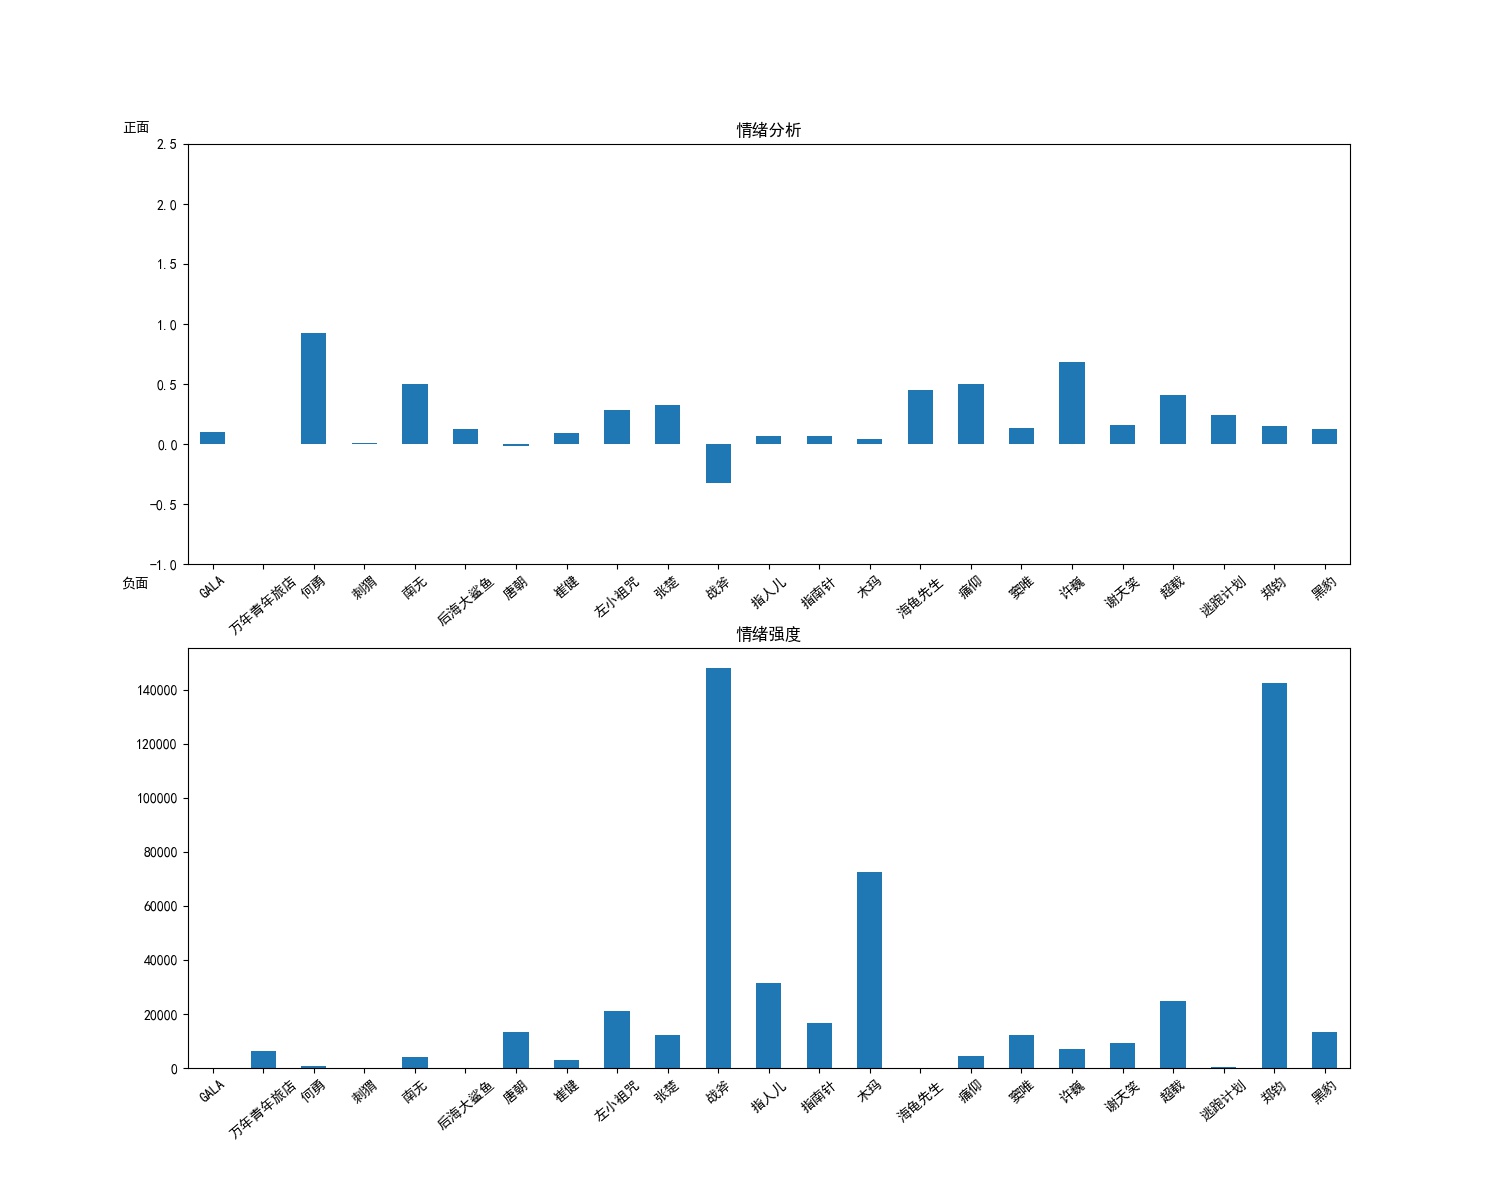 正面
情绪分析
2.5
2.0
1.5
1.0
0.5
0.0
-0.5
-1.0
负面
GALA 万年青年旅店 何勇 刺猬 南无 后海大鲨鱼 唐朝 崔健 左小祖咒 张楚 战斧 指人儿 指南针 木玛 海龟先生 痛仰 窦唯 许巍 谢天笑 超载 逃跑计划 郑钧 黑豹
情绪强度
140000
120000
100000
80000
60000
40000
20000
0
GALA 万年青年旅店 何勇 刺猬 南无 后海大鲨鱼 唐朝 崔健 左小祖咒 张楚 战斧 指人儿 指南针 木玛 海龟先生 痛仰 窦唯 许巍 谢天笑 超载 逃跑计划 郑钧 黑豹